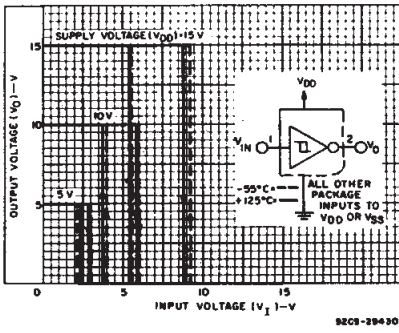 SUPPLY VOLTAGE (VDD)=15 V
15
OUTPUT VOLTAGE (VO)—V
10
10 V
5
5 V
0
0
5
10
15
INPUT VOLTAGE (VI)—V
VDD
VIN
1
2
VO
-55°C
+125°C
ALL OTHER
PACKAGE
INPUTS TO
VDD OR VSS
92CS-29430